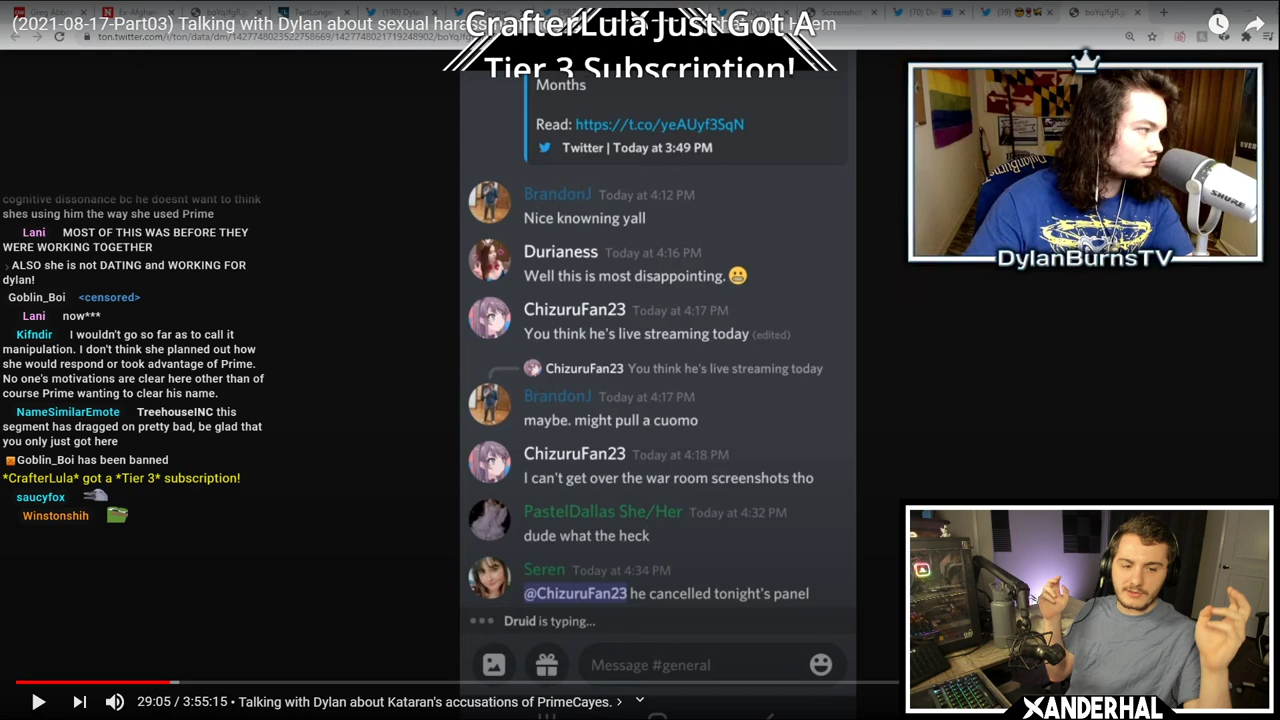 (2021-08-17-Part03) Talking with Dylan about sexual haras
CrafterLula Just Got A
Tier 3 Subscription!
cognitive dissonance bc he doesnt want to think
shes using him the way she used Prime
Lani MOST OF THIS WAS BEFORE THEY
WERE WORKING TOGETHER
ALSO she is not DATING and WORKING FOR
dylan!
Goblin_Boi <censored>
Lani now***
Kifndir I wouldn't go so far as to call it
manipulation. I don't think she planned out how
she would respond or took advantage of Prime.
No one's motivations are clear here other than of
course Prime wanting to clear his name.
NameSimilarEmote TreehouseINC this
segment has dragged on pretty bad, be glad that
you only just got here
Goblin_Boi has been banned
*CrafterLula* got a *Tier 3* subscription!
saucyfox
Winstonshih
Months
Read: https://t.co/yeAUyf3SqN
Twitter | Today at 3:49 PM
BrandonJ Today at 4:12 PM
Nice knowning yall
Durianess Today at 4:16 PM
Well this is most disappointing. 😬
ChizuruFan23 Today at 4:17 PM
You think he's live streaming today (edited)
ChizuruFan23 You think he's live streaming today
BrandonJ Today at 4:17 PM
maybe. might pull a cuomo
ChizuruFan23 Today at 4:18 PM
I can't get over the war room screenshots tho
PastelDallas She/Her Today at 4:32 PM
dude what the heck
Seren Today at 4:34 PM
@ChizuruFan23 he cancelled tonight's panel
Druid is typing...
Message #general
DylanBurnsTV
SHURE
XANDERHAL
29:05 / 3:55:15 • Talking with Dylan about Kataran's accusations of PrimeCayes. >